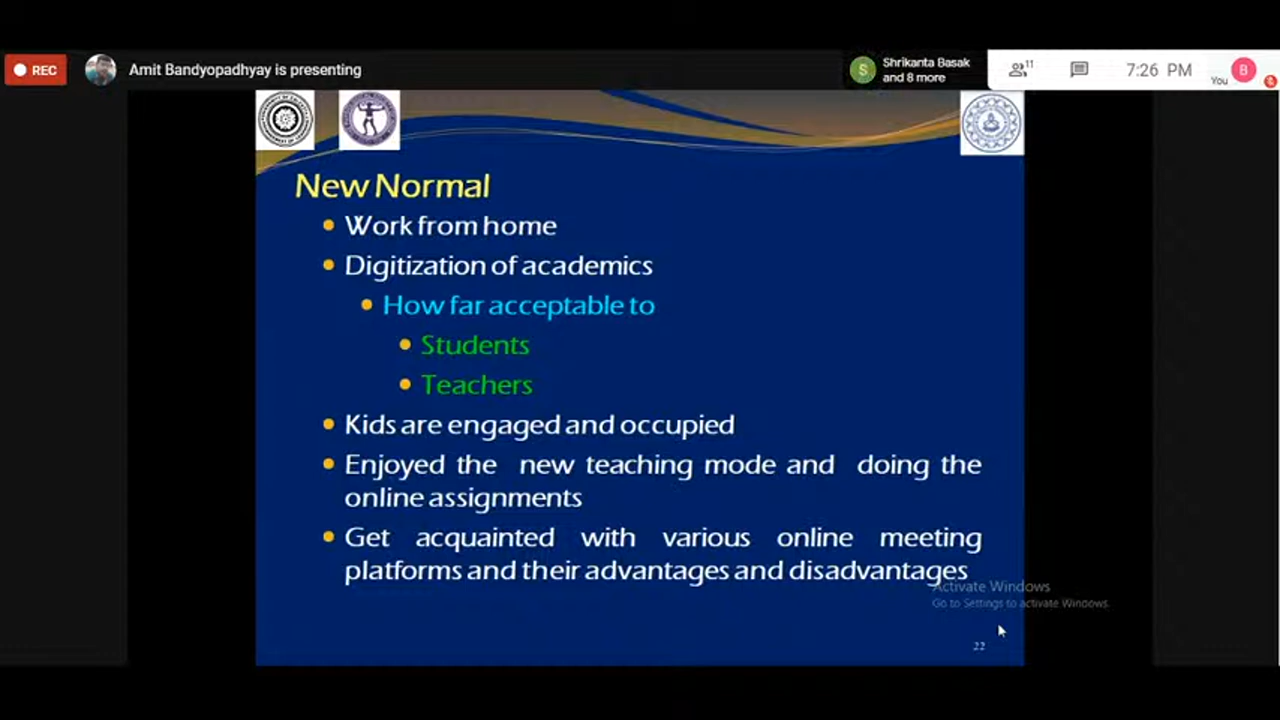 REC
Amit Bandyopadhyay is presenting
S
Shrikanta Basak
and 8 more
11
7:26 PM
You
B
New Normal
Work from home
Digitization of academics
How far acceptable to
Students
Teachers
Kids are engaged and occupied
Enjoyed the new teaching mode and doing the
online assignments
Get acquainted with various online meeting
platforms and their advantages and disadvantages
Activate Windows
Go to Settings to activate Windows.
22